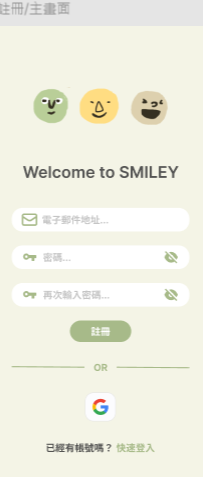 註冊/主畫面
Welcome to SMILEY
電子郵件地址...
密碼...
再次輸入密碼...
註冊
OR
已經有帳號嗎？ 快速登入